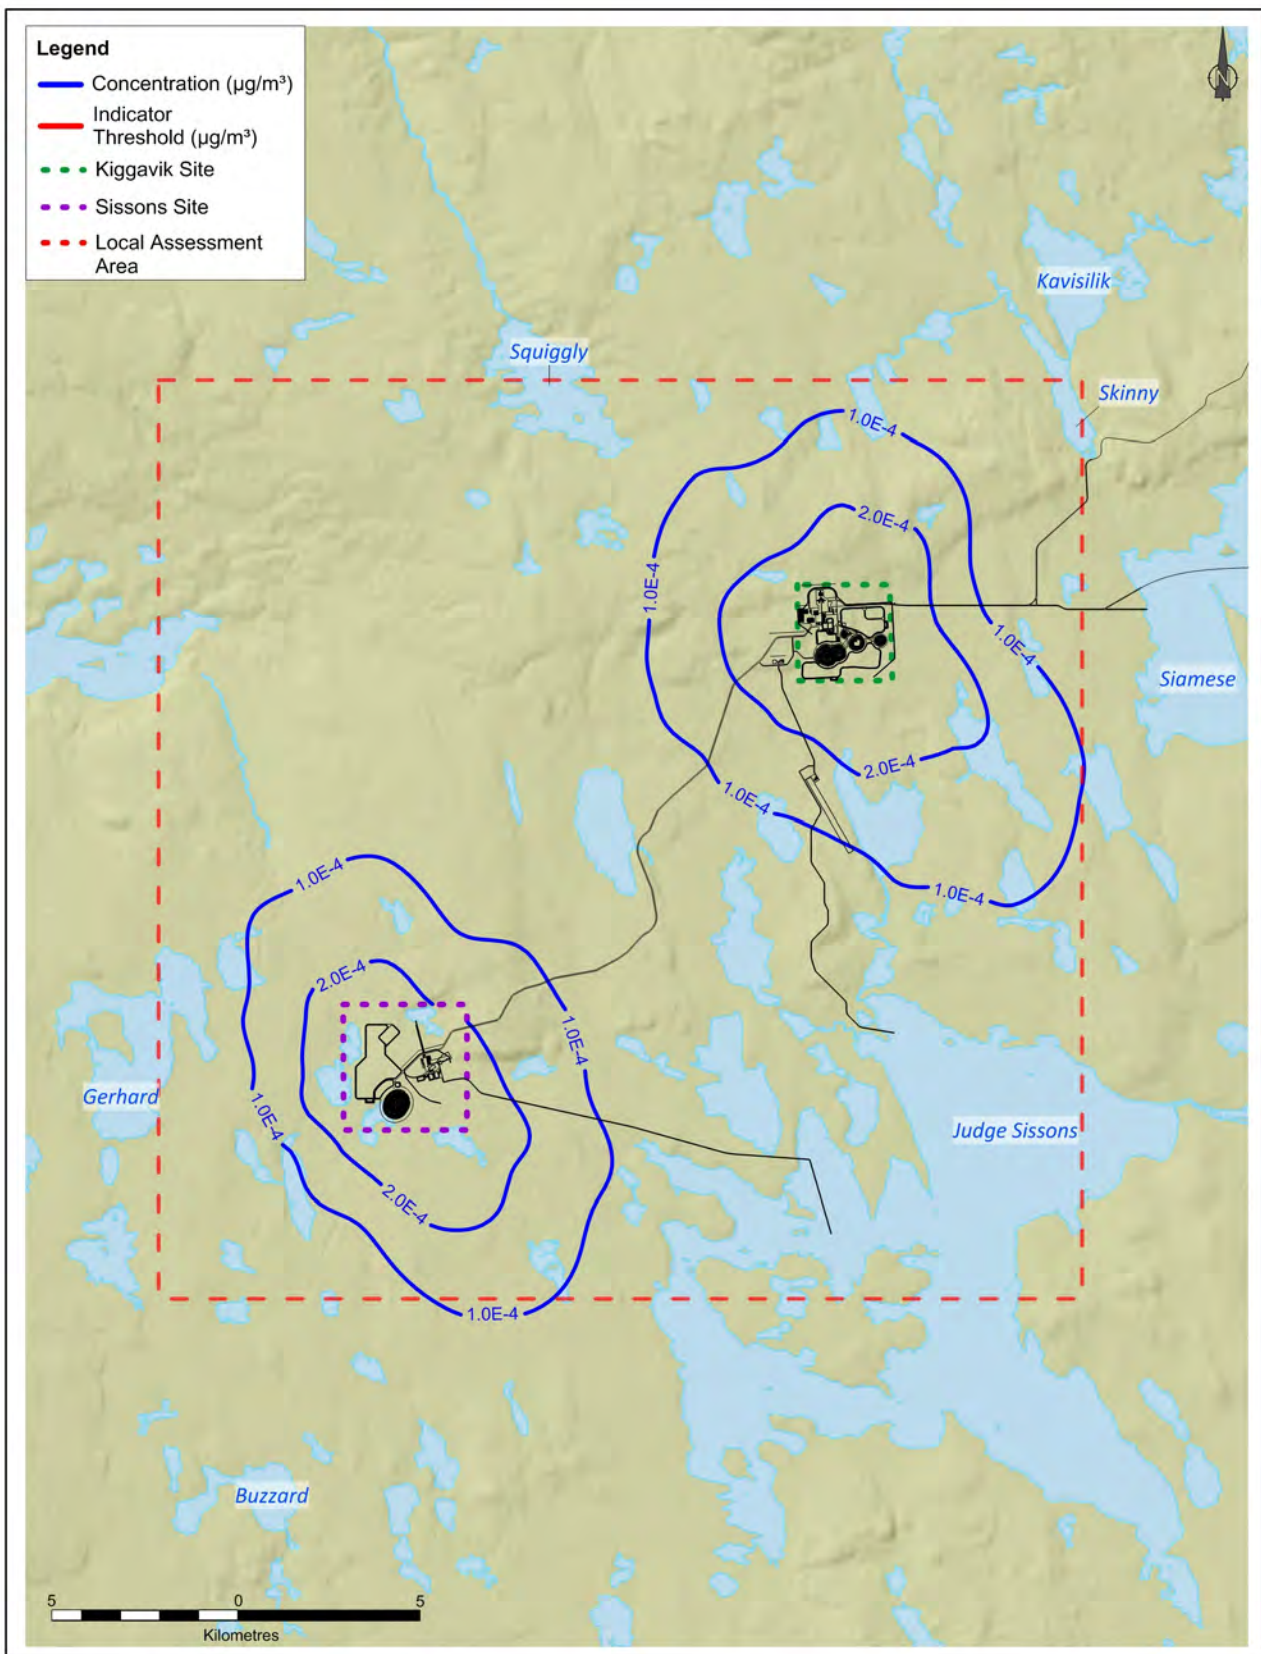 Legend
Concentration (µg/m³)
Indicator
Threshold (µg/m³)
Kiggavik Site
Sissons Site
Local Assessment
Area
N
Kavisilik
Squiggly
Skinny
1.0E-4
2.0E-4
1.0E-4
1.0E-4
Siamese
2.0E-4
1.0E-4
1.0E-4
1.0E-4
2.0E-4
1.0E-4
Gerhard
1.0E-4
Judge Sissons
2.0E-4
1.0E-4
Buzzard
5 0 5
Kilometres